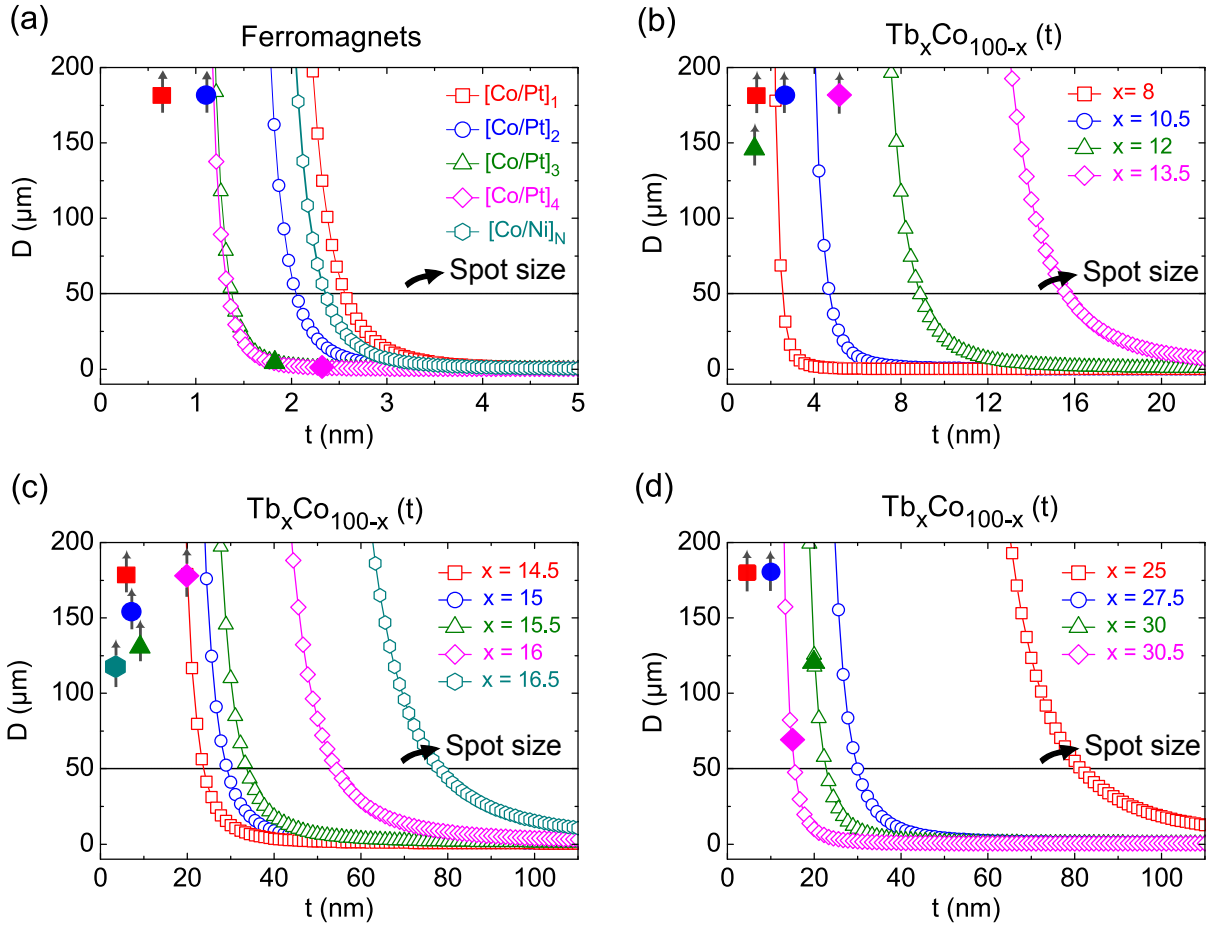 (a)
Ferromagnets
200
150
100
50
0
D (µm)
[Co/Pt]1
[Co/Pt]2
[Co/Pt]3
[Co/Pt]4
[Co/Ni]N
Spot size
0 1 2 3 4 5
t (nm)
(b)
TbxCo100-x (t)
200
150
100
50
0
D (µm)
x= 8
x = 10.5
x = 12
x = 13.5
Spot size
0 4 8 12 16 20
t (nm)
(c)
TbxCo100-x (t)
200
150
100
50
0
D (µm)
x = 14.5
x = 15
x = 15.5
x = 16
x = 16.5
Spot size
0 20 40 60 80 100
t (nm)
(d)
TbxCo100-x (t)
200
150
100
50
0
D (µm)
x = 25
x = 27.5
x = 30
x = 30.5
Spot size
0 20 40 60 80 100
t (nm)